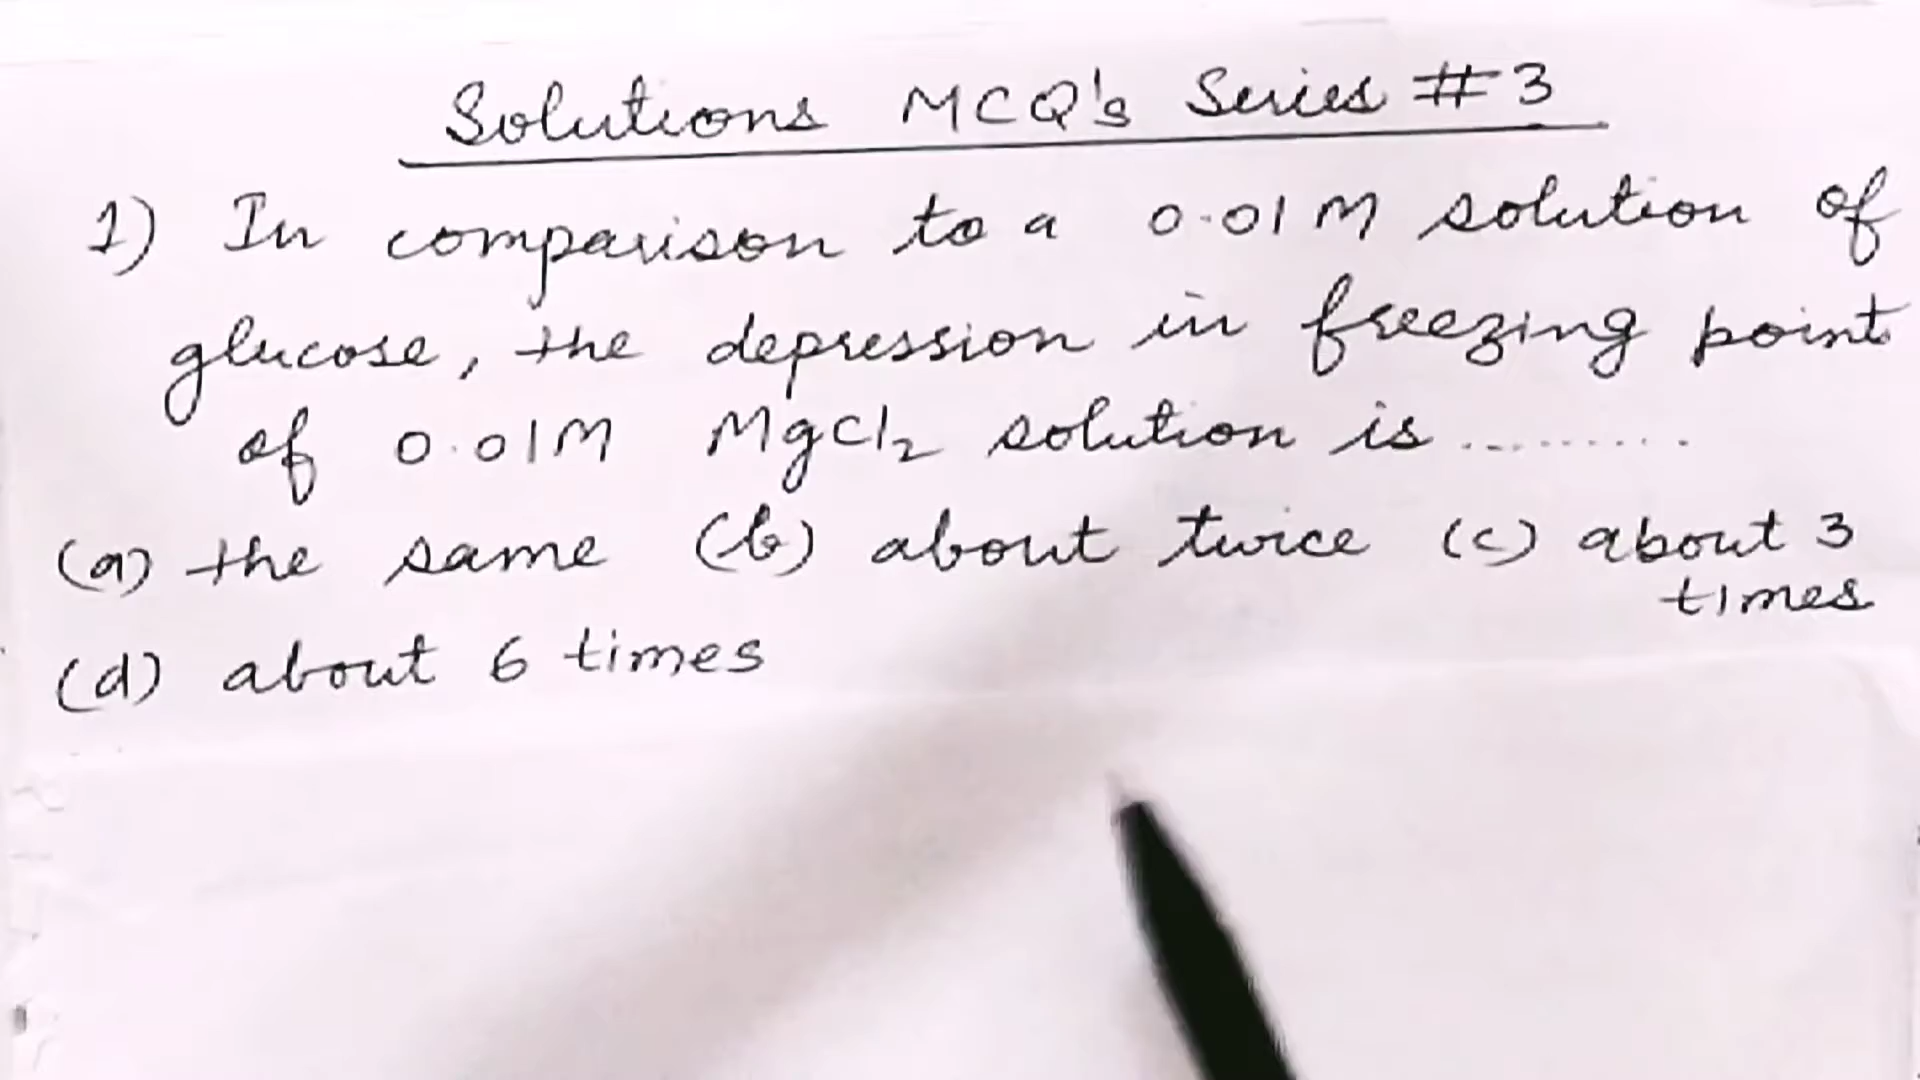 Solutions MCQ's Series #3
1) In comparison to a 0.01 M solution of
glucose, the depression in freezing point
of 0.01M MgCl₂ solution is .........
(a) the same (b) about twice (c) about 3
times
(d) about 6 times